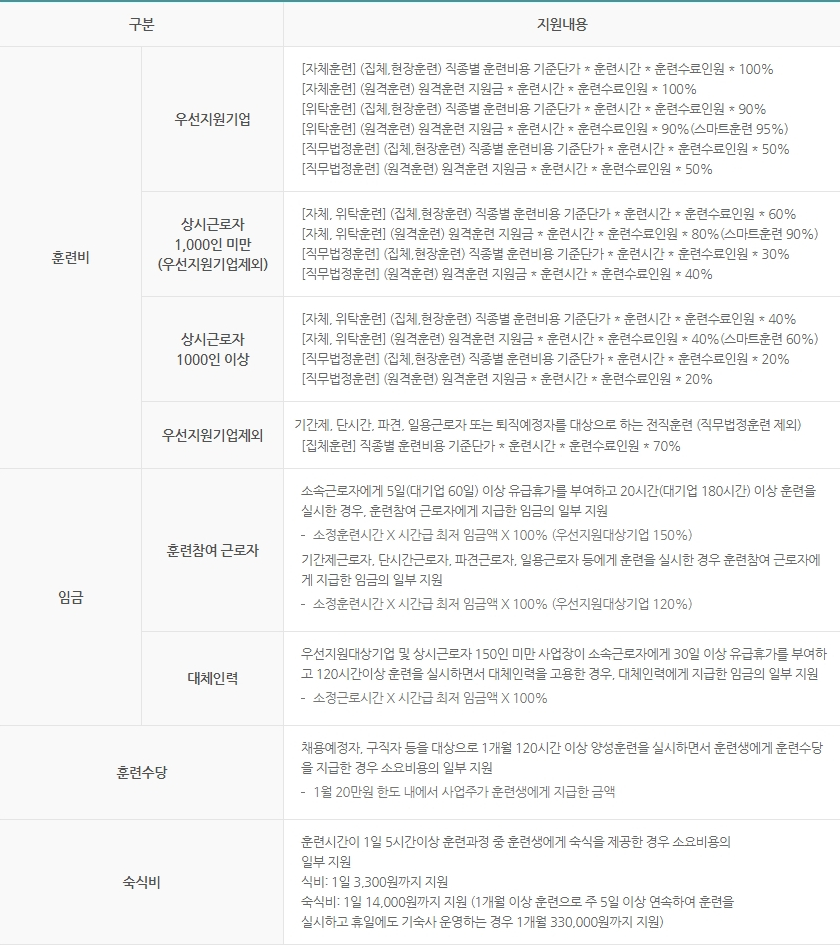 구분
지원내용
훈련비
우선지원기업
[자체훈련] (집체,현장훈련) 직종별 훈련비용 기준단가 * 훈련시간 * 훈련수료인원 * 100%
[자체훈련] (원격훈련) 원격훈련 지원금 * 훈련시간 * 훈련수료인원 * 100%
[위탁훈련] (집체,현장훈련) 직종별 훈련비용 기준단가 * 훈련시간 * 훈련수료인원 * 90%
[위탁훈련] (원격훈련) 원격훈련 지원금 * 훈련시간 * 훈련수료인원 * 90%(스마트훈련 95%)
[직무법정훈련] (집체,현장훈련) 직종별 훈련비용 기준단가 * 훈련시간 * 훈련수료인원 * 50%
[직무법정훈련] (원격훈련) 원격훈련 지원금 * 훈련시간 * 훈련수료인원 * 50%
상시근로자
1,000인 미만
(우선지원기업제외)
[자체, 위탁훈련] (집체,현장훈련) 직종별 훈련비용 기준단가 * 훈련시간 * 훈련수료인원 * 60%
[자체, 위탁훈련] (원격훈련) 원격훈련 지원금 * 훈련시간 * 훈련수료인원 * 80%(스마트훈련 90%)
[직무법정훈련] (집체,현장훈련) 직종별 훈련비용 기준단가 * 훈련시간 * 훈련수료인원 * 30%
[직무법정훈련] (원격훈련) 원격훈련 지원금 * 훈련시간 * 훈련수료인원 * 40%
상시근로자
1000인 이상
[자체, 위탁훈련] (집체,현장훈련) 직종별 훈련비용 기준단가 * 훈련시간 * 훈련수료인원 * 40%
[자체, 위탁훈련] (원격훈련) 원격훈련 지원금 * 훈련시간 * 훈련수료인원 * 40%(스마트훈련 60%)
[직무법정훈련] (집체,현장훈련) 직종별 훈련비용 기준단가 * 훈련시간 * 훈련수료인원 * 20%
[직무법정훈련] (원격훈련) 원격훈련 지원금 * 훈련시간 * 훈련수료인원 * 20%
우선지원기업제외
기간제, 단시간, 파견, 일용근로자 또는 퇴직예정자를 대상으로 하는 전직훈련 (직무법정훈련 제외)
[집체훈련] 직종별 훈련비용 기준단가 * 훈련시간 * 훈련수료인원 * 70%
임금
훈련참여 근로자
소속근로자에게 5일(대기업 60일) 이상 유급휴가를 부여하고 20시간(대기업 180시간) 이상 훈련을
실시한 경우, 훈련참여 근로자에게 지급한 임금의 일부 지원
- 소정훈련시간 X 시간급 최저 임금액 X 100% (우선지원대상기업 150%)
기간제근로자, 단시간근로자, 파견근로자, 일용근로자 등에게 훈련을 실시한 경우 훈련참여 근로자에
게 지급한 임금의 일부 지원
- 소정훈련시간 X 시간급 최저 임금액 X 100% (우선지원대상기업 120%)
대체인력
우선지원대상기업 및 상시근로자 150인 미만 사업장이 소속근로자에게 30일 이상 유급휴가를 부여하
고 120시간이상 훈련을 실시하면서 대체인력을 고용한 경우, 대체인력에게 지급한 임금의 일부 지원
- 소정근로시간 X 시간급 최저 임금액 X 100%
훈련수당
채용예정자, 구직자 등을 대상으로 1개월 120시간 이상 양성훈련을 실시하면서 훈련생에게 훈련수당
을 지급한 경우 소요비용의 일부 지원
- 1월 20만원 한도 내에서 사업주가 훈련생에게 지급한 금액
숙식비
훈련시간이 1일 5시간이상 훈련과정 중 훈련생에게 숙식을 제공한 경우 소요비용의
일부 지원
식비: 1일 3,300원까지 지원
숙식비: 1일 14,000원까지 지원 (1개월 이상 훈련으로 주 5일 이상 연속하여 훈련을
실시하고 휴일에도 기숙사 운영하는 경우 1개월 330,000원까지 지원)